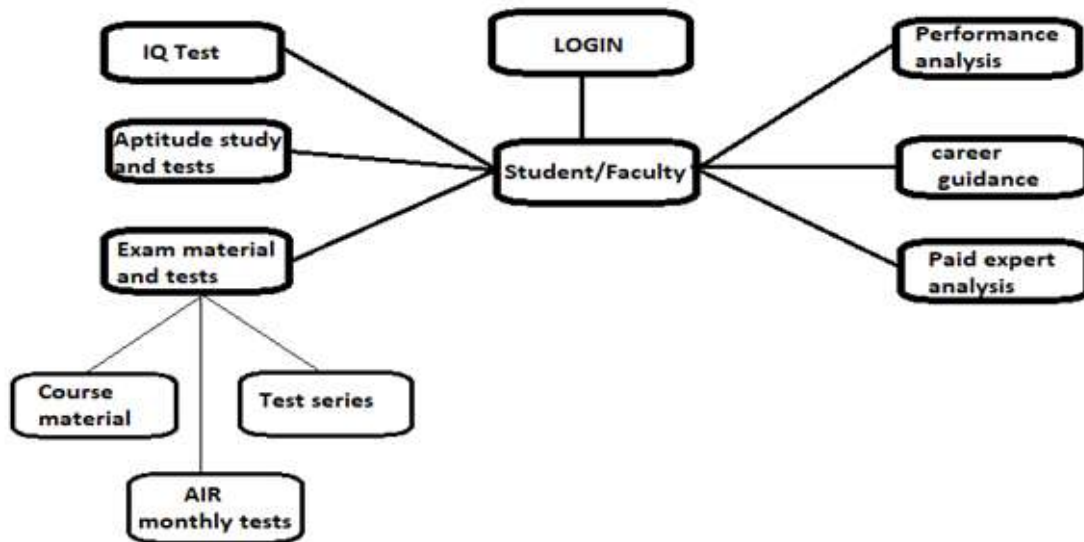 IQ Test
LOGIN
Performance
analysis
Aptitude study
and tests
Student/Faculty
career
guidance
Exam material
and tests
Paid expert
analysis
Course
material
Test series
AIR
monthly tests